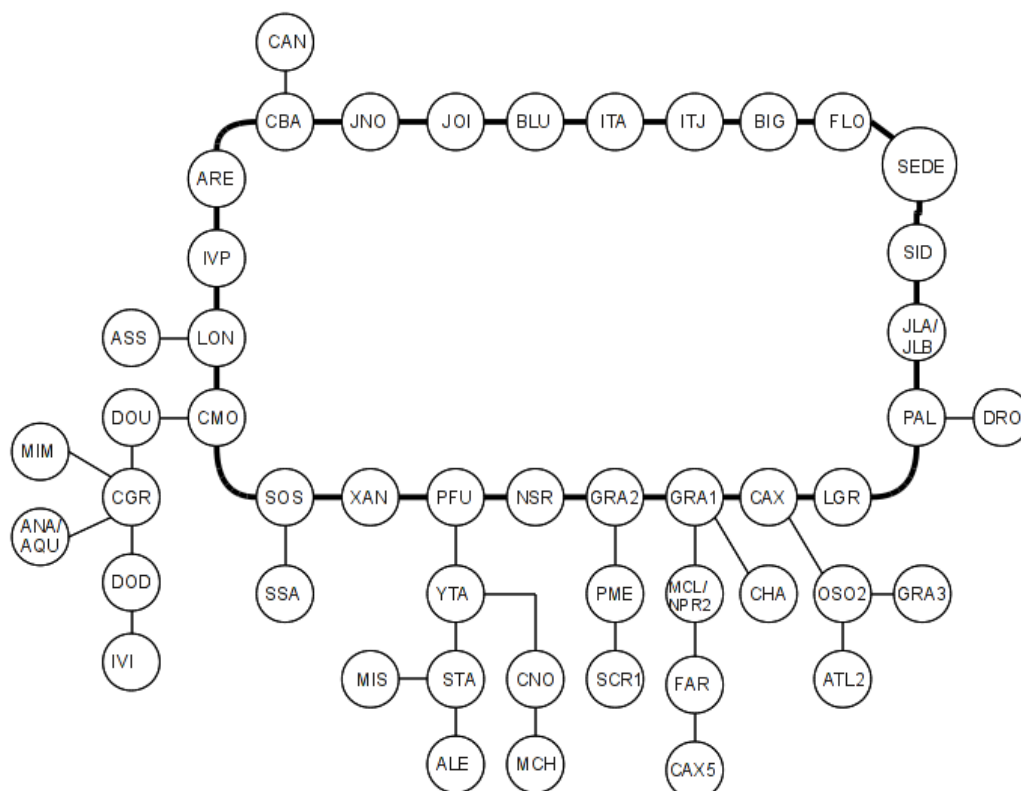 CAN
CBA
JNO
JOI
BLU
ITA
ITJ
BIG
FLO
SEDE
ARE
IVP
SID
ASS
LON
JLA/
JLB
DOU
CMO
PAL
DRO
MIM
CGR
SOS
XAN
PFU
NSR
GRA2
GRA1
CAX
LGR
ANA/
AQU
DOD
SSA
YTA
PME
MCL/
NPR2
CHA
OSO2
GRA3
IVI
MIS
STA
CNO
SCR1
FAR
ATL2
ALE
MCH
CAX5